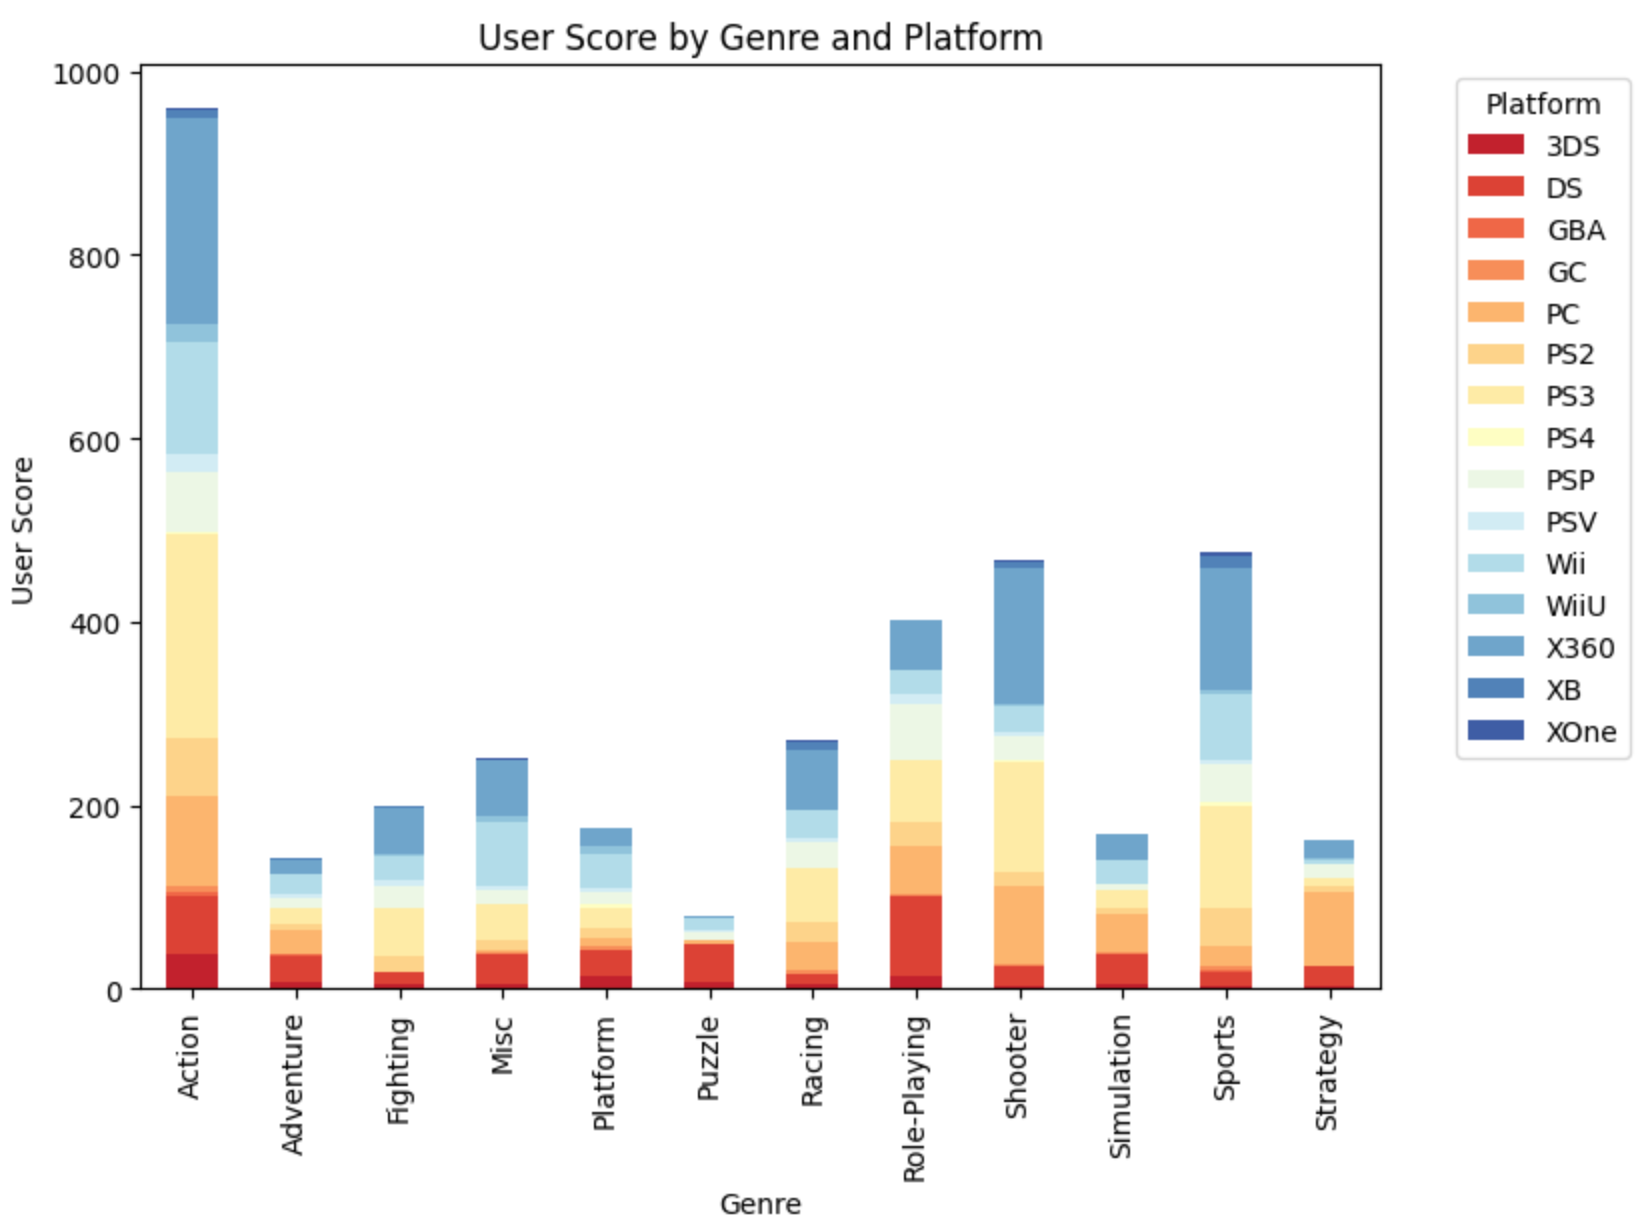 User Score by Genre and Platform
1000
800
600
400
200
0
User Score
Action
Adventure
Fighting
Misc
Platform
Puzzle
Racing
Role-Playing
Shooter
Simulation
Sports
Strategy
Genre
Platform
3DS
DS
GBA
GC
PC
PS2
PS3
PS4
PSP
PSV
Wii
WiiU
X360
XB
XOne